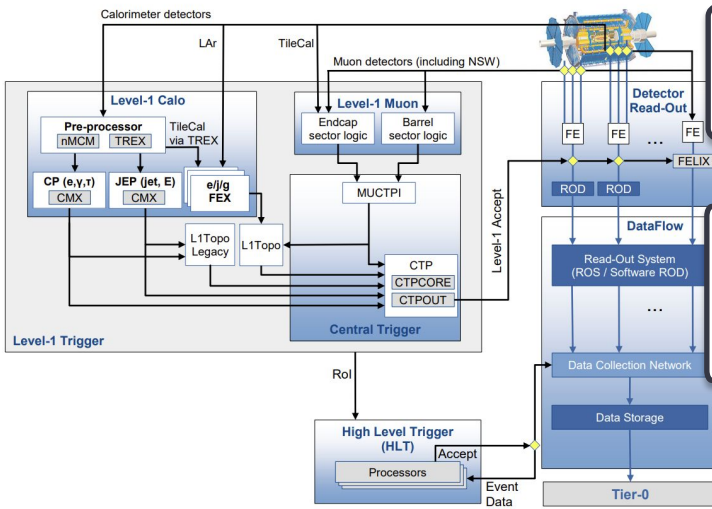 Calorimeter detectors
LAr
TileCal
Muon detectors (including NSW)
Level-1 Calo
Pre-processor
nMCM
TREX
TileCal
via TREX
CP (e,γ,τ)
CMX
JEP (jet, E)
CMX
e/j/g
FEX
Level-1 Muon
Endcap
sector logic
Barrel
sector logic
MUCTPI
L1Topo
Legacy
L1Topo
CTP
CTPCORE
CTPOUT
Central Trigger
Level-1 Trigger
Level-1 Accept
Detector
Read-Out
FE
FE
...
FE
FELIX
ROD
ROD
DataFlow
Read-Out System
(ROS / Software ROD)
...
Data Collection Network
Data Storage
Tier-0
RoI
High Level Trigger
(HLT)
Accept
Processors
Event
Data